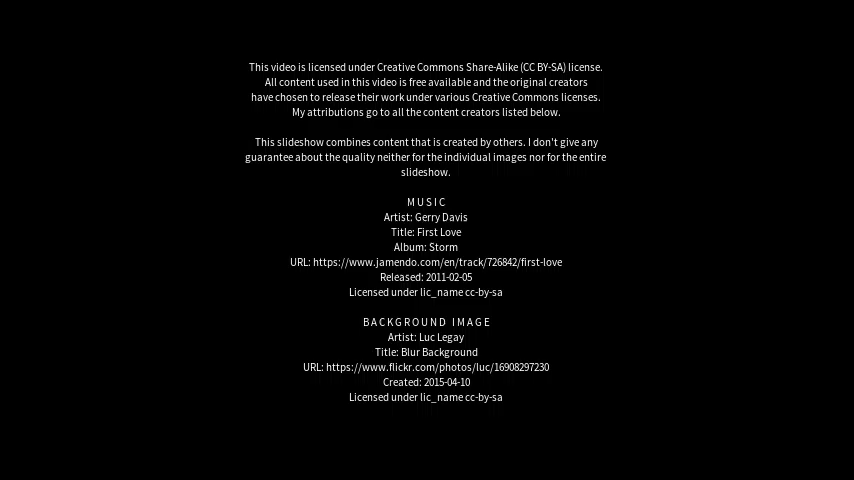 This video is licensed under Creative Commons Share-Alike (CC BY-SA) license.
All content used in this video is free available and the original creators
have chosen to release their work under various Creative Commons licenses.
My attributions go to all the content creators listed below.
This slideshow combines content that is created by others. I don't give any
guarantee about the quality neither for the individual images nor for the entire
slideshow.
MUSIC
Artist: Gerry Davis
Title: First Love
Album: Storm
URL: https://www.jamendo.com/en/track/726842/first-love
Released: 2011-02-05
Licensed under lic_name cc-by-sa
BACKGROUND IMAGE
Artist: Luc Legay
Title: Blur Background
URL: https://www.flickr.com/photos/luc/16908297230
Created: 2015-04-10
Licensed under lic_name cc-by-sa